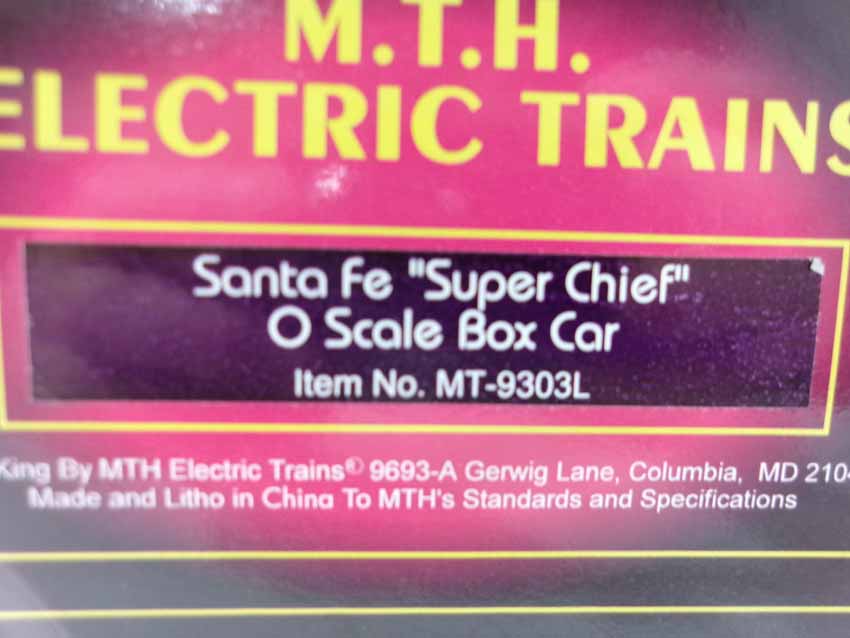 M.T.H.
ELECTRIC TRAINS
Santa Fe "Super Chief"
O Scale Box Car
Item No. MT-9303L
King By MTH Electric Trains® 9693-A Gerwig Lane, Columbia, MD 2104
Made and Litho in China To MTH's Standards and Specifications